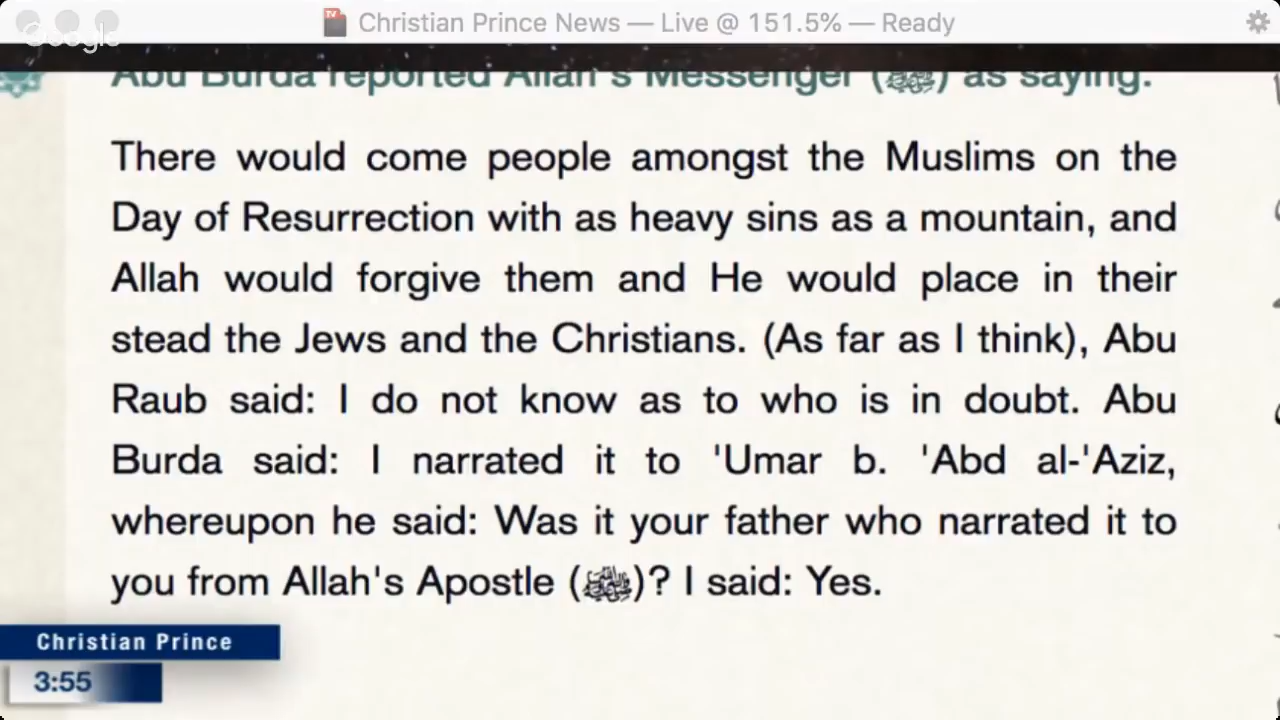 Christian Prince News — Live @ 151.5% — Ready
Google
Abu Burda reported Allah's Messenger (ﷺ) as saying:
There would come people amongst the Muslims on the
Day of Resurrection with as heavy sins as a mountain, and
Allah would forgive them and He would place in their
stead the Jews and the Christians. (As far as I think), Abu
Raub said: I do not know as to who is in doubt. Abu
Burda said: I narrated it to 'Umar b. 'Abd al-'Aziz,
whereupon he said: Was it your father who narrated it to
you from Allah's Apostle (ﷺ)? I said: Yes.
Christian Prince
3:55